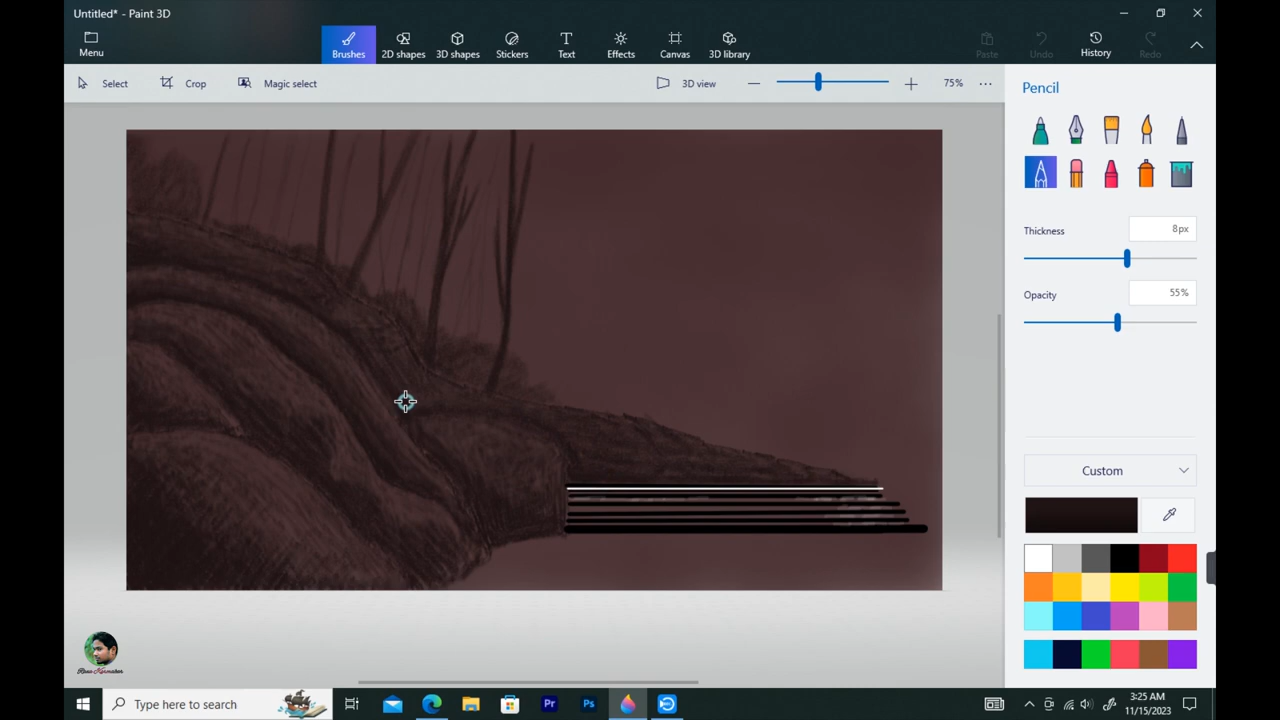 Untitled* - Paint 3D
Menu
Brushes
2D shapes
3D shapes
Stickers
Text
Effects
Canvas
3D library
Paste
Undo
History
Redo
Select
Crop
Magic select
3D view
75%
Pencil
Thickness
8px
Opacity
55%
Custom
Type here to search
Pr
Ps
3:25 AM
11/15/2023